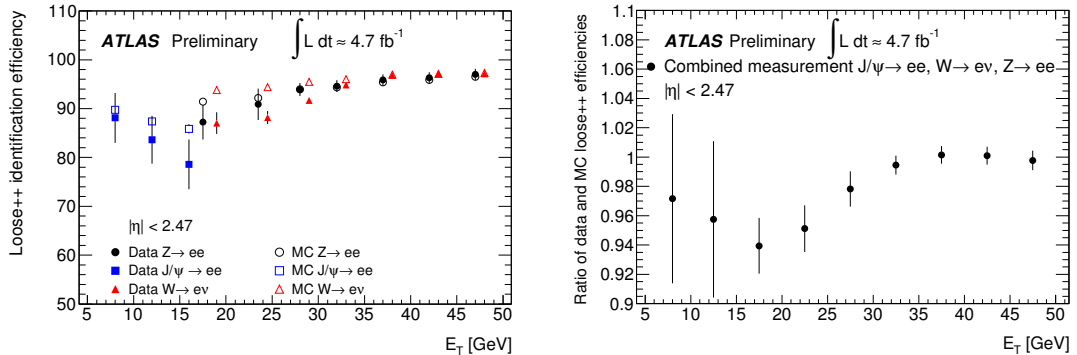 Loose++ identification efficiency
110
100
90
80
70
60
50
ATLAS Preliminary ∫ L dt ≈ 4.7 fb⁻¹
|η| < 2.47
Data Z→ ee
MC Z→ ee
Data J/ψ → ee
MC J/ψ→ ee
Data W→ eν
MC W→ eν
5 10 15 20 25 30 35 40 45 50
E_T [GeV]
Ratio of data and MC loose++ efficiencies
1.1
1.08
1.06
1.04
1.02
1
0.98
0.96
0.94
0.92
0.9
ATLAS Preliminary ∫ L dt ≈ 4.7 fb⁻¹
Combined measurement J/ψ→ ee, W→ eν, Z→ ee
|η| < 2.47
5 10 15 20 25 30 35 40 45 50
E_T [GeV]